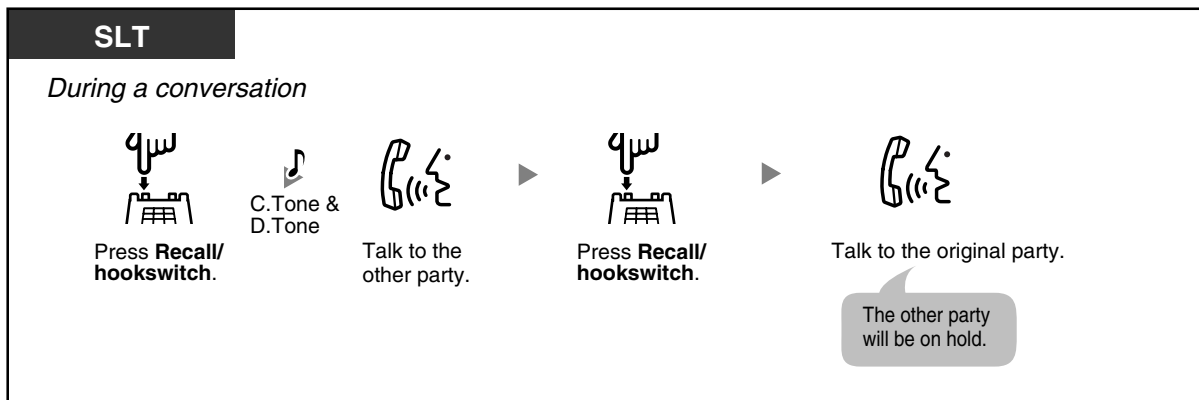 SLT
During a conversation
C.Tone &
D.Tone
Press Recall/
hookswitch.
Talk to the
other party.
Press Recall/
hookswitch.
Talk to the original party.
The other party
will be on hold.